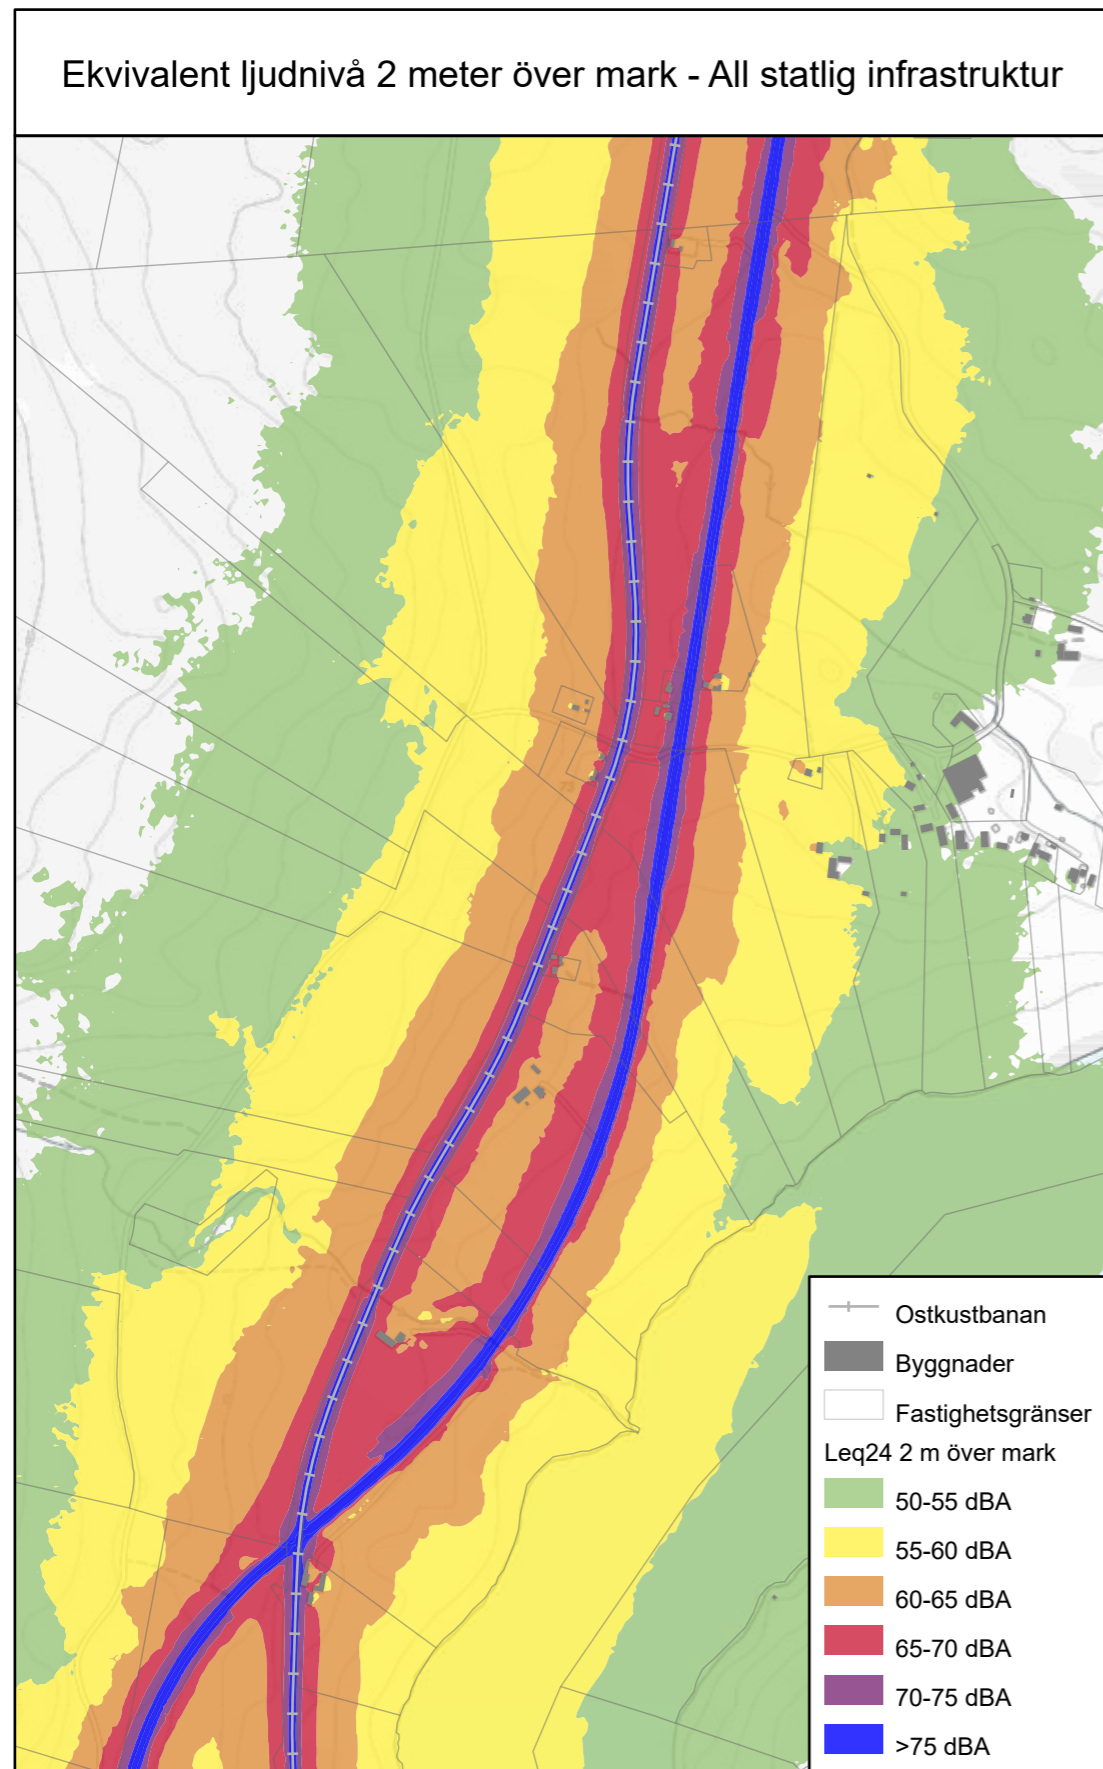 Ekvivalent ljudnivå 2 meter över mark - All statlig infrastruktur
73
Ostkustbanan
Byggnader
Fastighetsgränser
Leq24 2 m över mark
50-55 dBA
55-60 dBA
60-65 dBA
65-70 dBA
70-75 dBA
>75 dBA